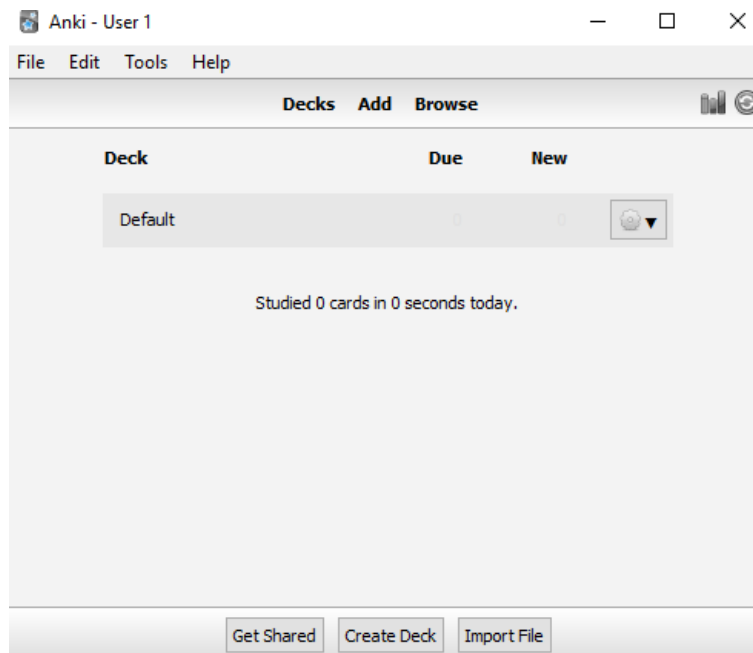 Anki - User 1
File Edit Tools Help
Decks Add Browse
Deck Due New
Default 0 0
Studied 0 cards in 0 seconds today.
Get Shared Create Deck Import File